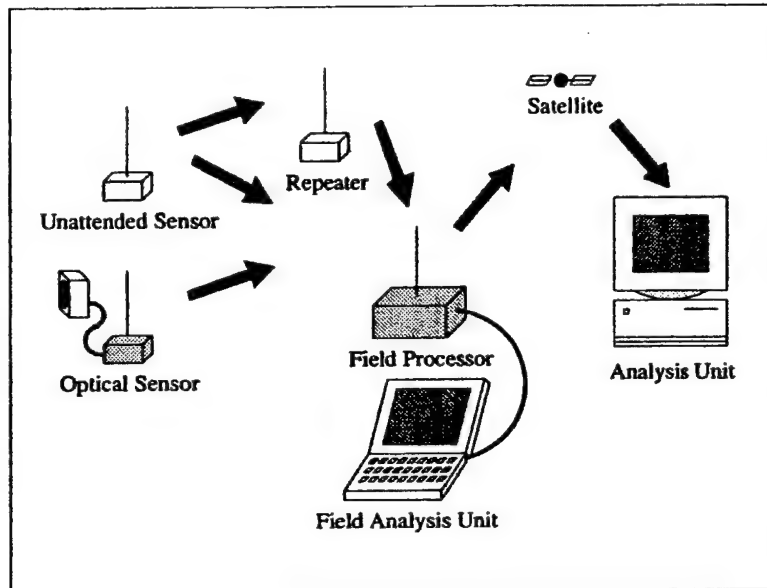 Satellite
Repeater
Unattended Sensor
Field Processor
Analysis Unit
Optical Sensor
Field Analysis Unit